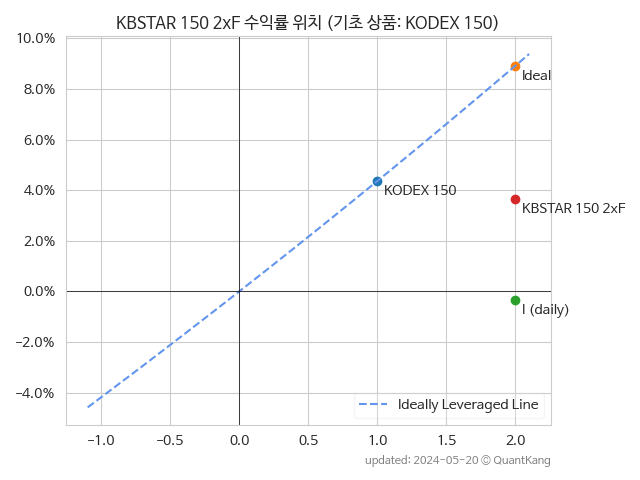 KBSTAR 150 2xF 수익률 위치 (기초 상품: KODEX 150)
10.0%
8.0%
6.0%
4.0%
2.0%
0.0%
−2.0%
−4.0%
Ideal
KODEX 150
KBSTAR 150 2xF
I (daily)
Ideally Leveraged Line
−1.0
−0.5
0.0
0.5
1.0
1.5
2.0
updated: 2024-05-20 © QuantKang